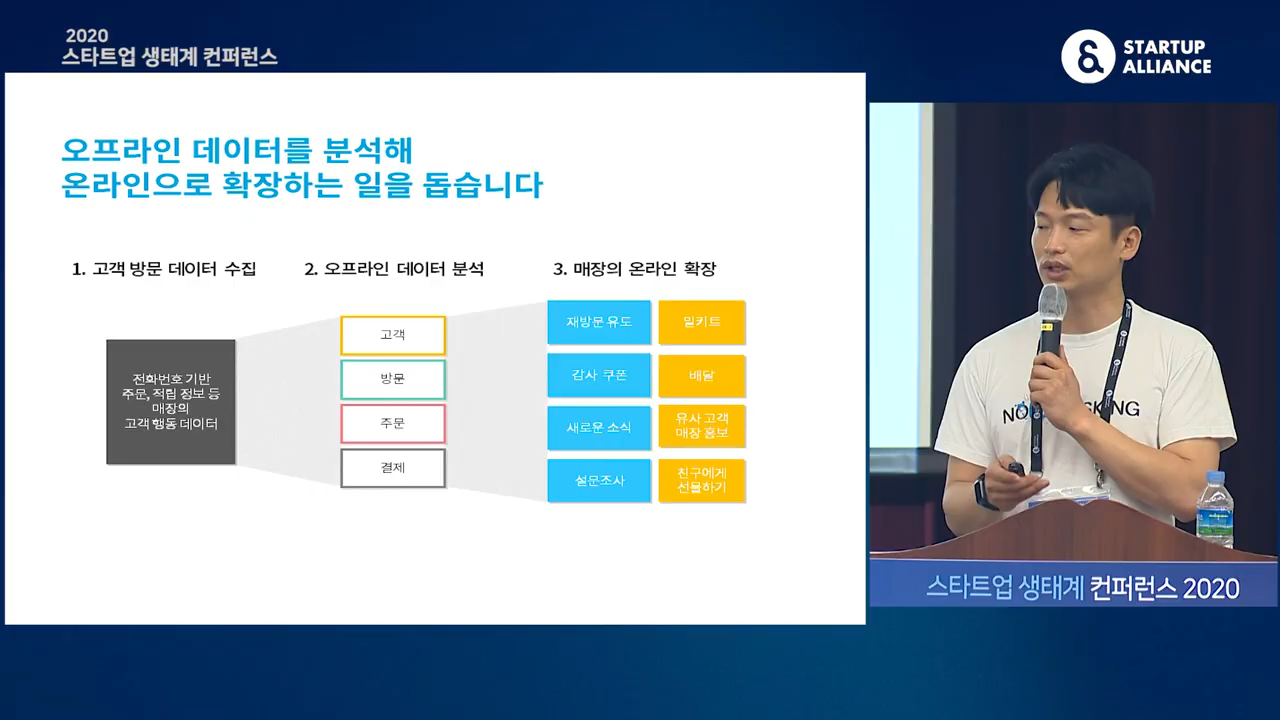 2020
스타트업 생태계 컨퍼런스
STARTUP
ALLIANCE
오프라인 데이터를 분석해
온라인으로 확장하는 일을 돕습니다
1. 고객 방문 데이터 수집
2. 오프라인 데이터 분석
3. 매장의 온라인 확장
전화번호 기반
주문, 적립 정보 등
매장의
고객 행동 데이터
고객
방문
주문
결제
재방문 유도
밀키트
감사 쿠폰
배달
새로운 소식
유사 고객
매장 홍보
설문조사
친구에게
선물하기
스타트업 생태계 컨퍼런스 2020